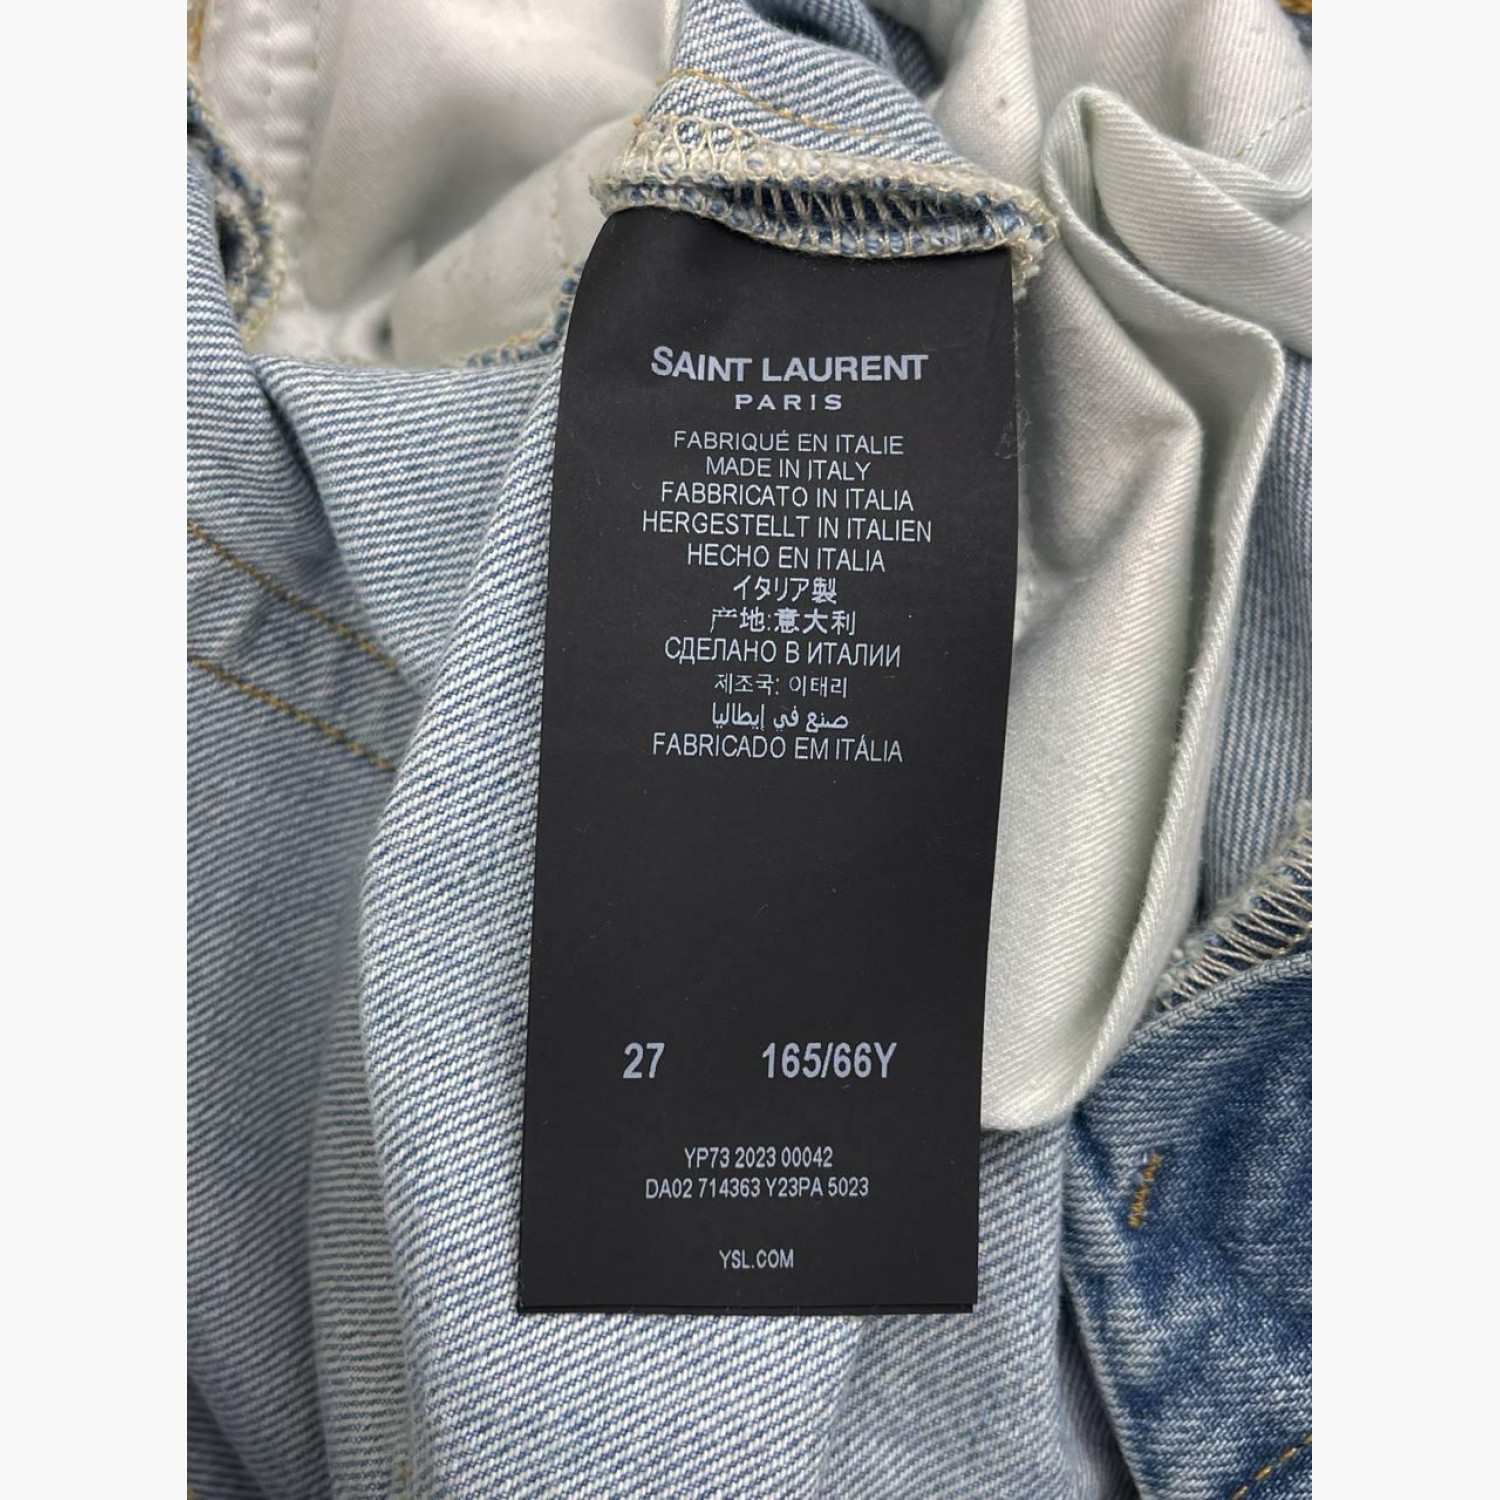 SAINT LAURENT
PARIS
FABRIQUÉ EN ITALIE
MADE IN ITALY
FABBRICATO IN ITALIA
HERGESTELLT IN ITALIEN
HECHO EN ITALIA
イタリア製
产地:意大利
СДЕЛАНО В ИТАЛИИ
제조국: 이태리
صنع في إيطاليا
FABRICADO EM ITÁLIA
27 165/66Y
YP73 2023 00042
DA02 714363 Y23PA 5023
YSL.COM